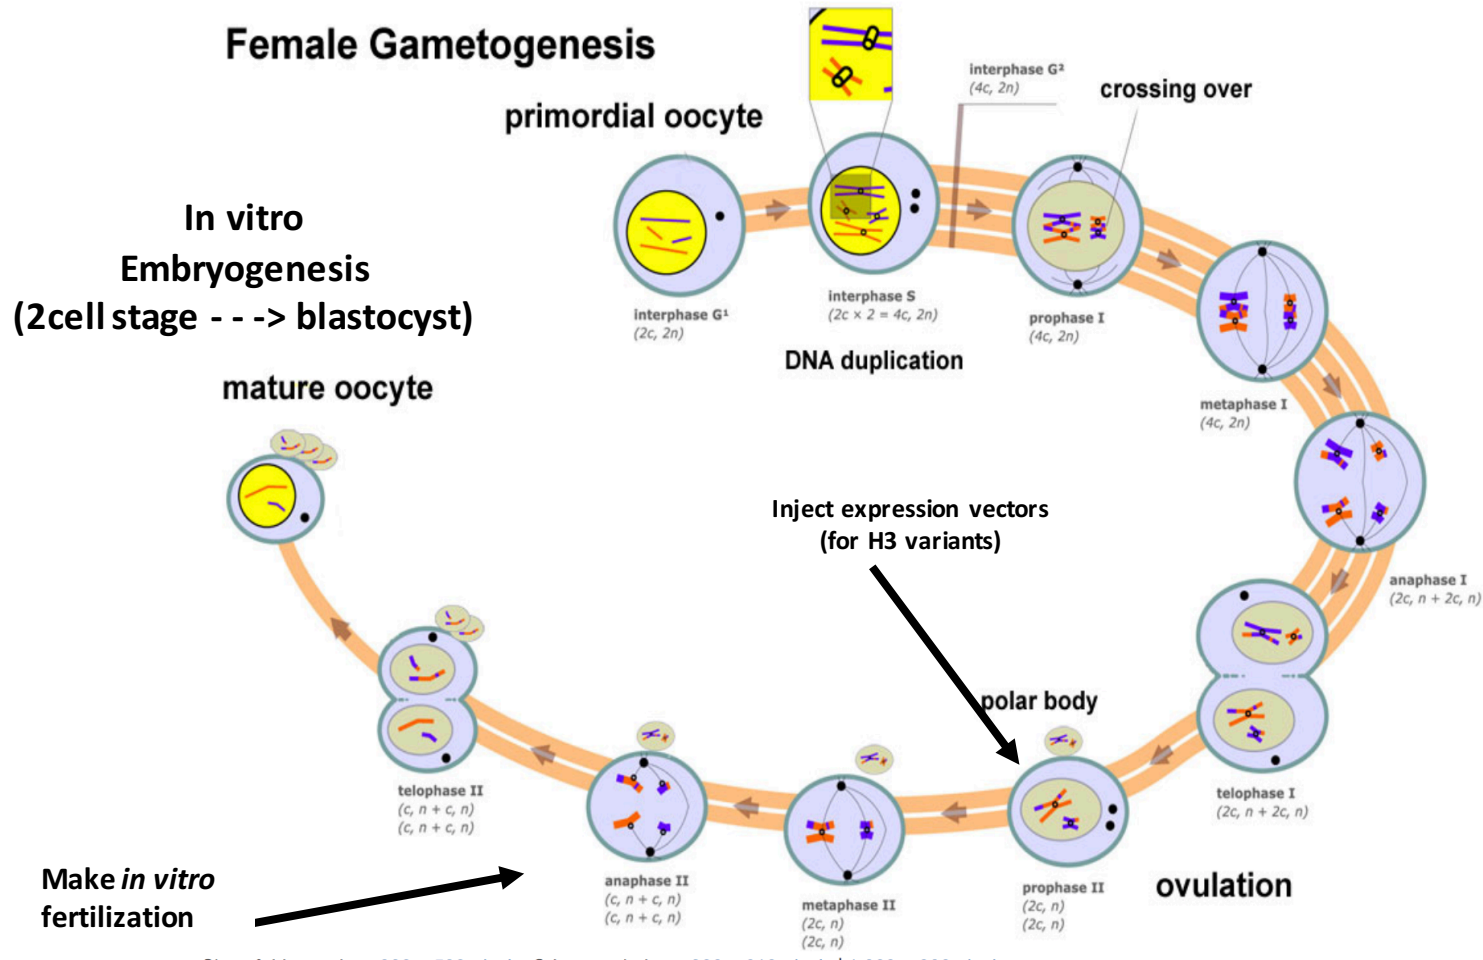 Female Gametogenesis
primordial oocyte
interphase G²
(4c, 2n)
crossing over
In vitro
Embryogenesis
(2cell stage - - -> blastocyst)
interphase G¹
(2c, 2n)
interphase S
(2c × 2 = 4c, 2n)
prophase I
(4c, 2n)
DNA duplication
mature oocyte
metaphase I
(4c, 2n)
Inject expression vectors
(for H3 variants)
anaphase I
(2c, n + 2c, n)
polar body
telophase I
(2c, n + 2c, n)
telophase II
(c, n + c, n)
(c, n + c, n)
Make in vitro
fertilization
anaphase II
(c, n + c, n)
(c, n + c, n)
metaphase II
(2c, n)
(2c, n)
prophase II
(2c, n)
(2c, n)
ovulation